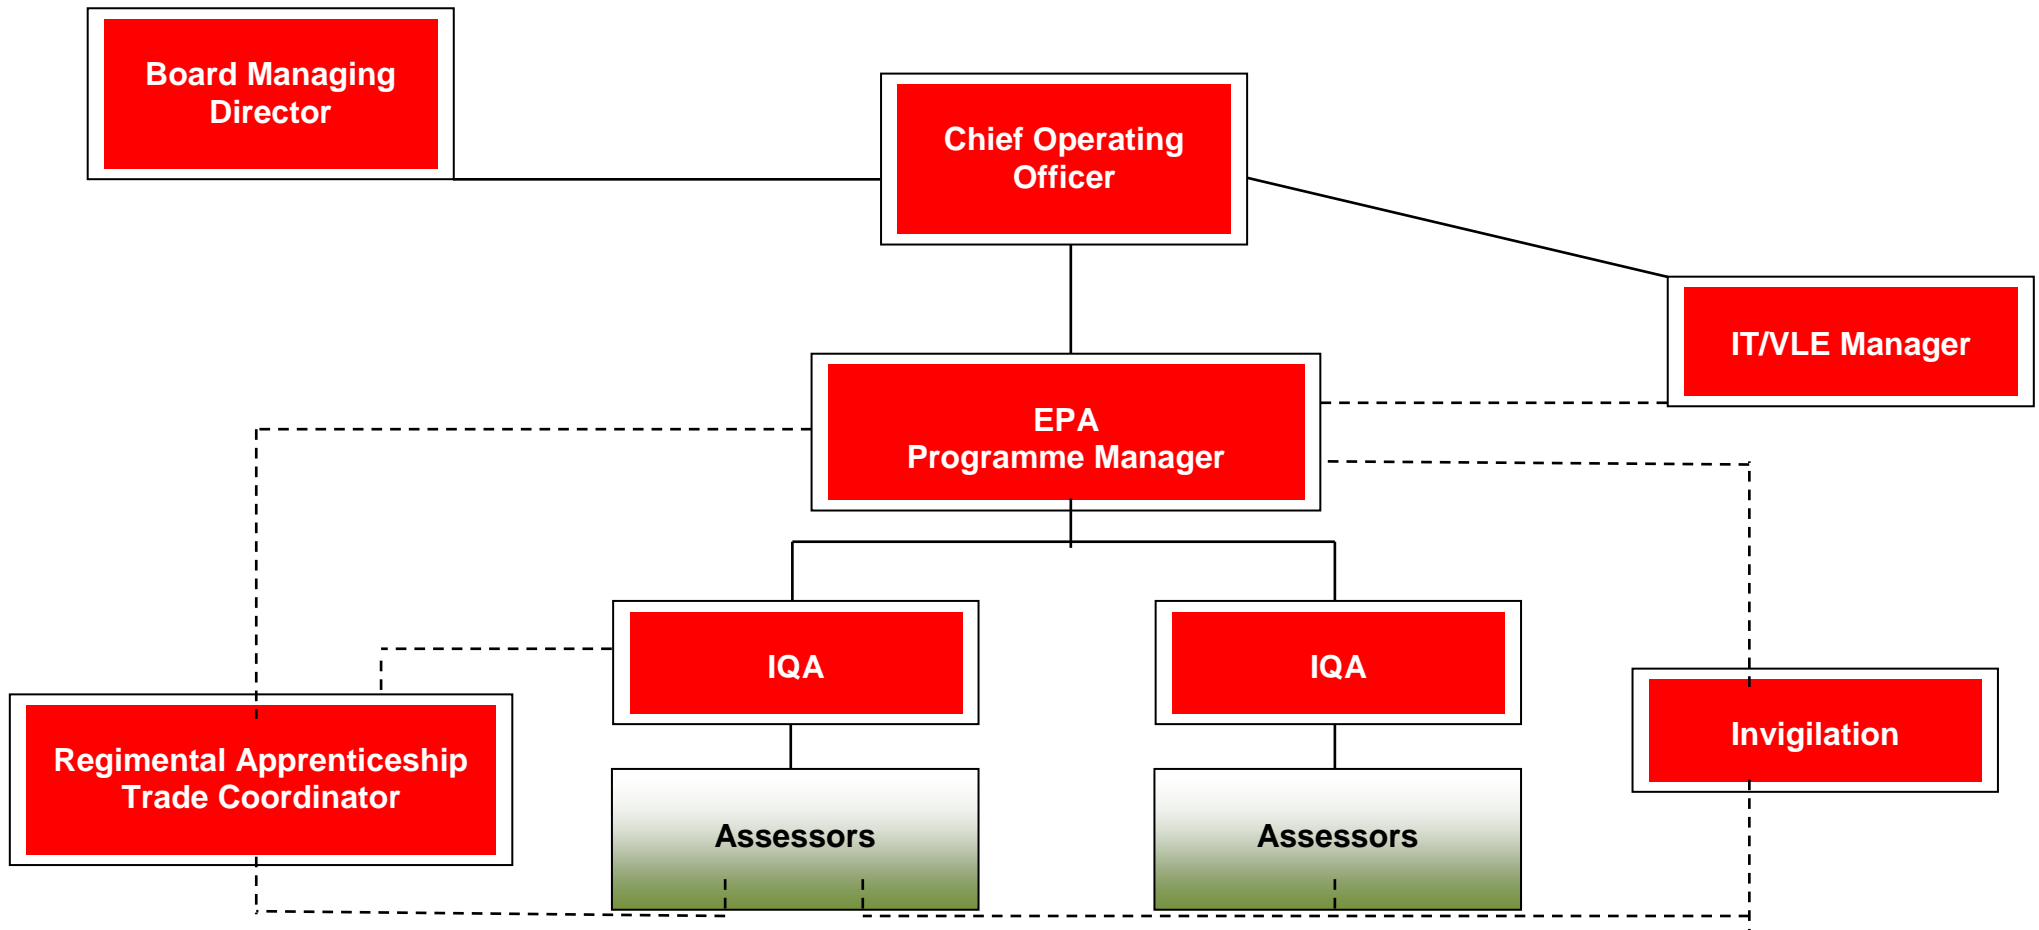 Board Managing
Director
Chief Operating
Officer
IT/VLE Manager
EPA
Programme Manager
IQA
IQA
Regimental Apprenticeship
Trade Coordinator
Invigilation
Assessors
Assessors